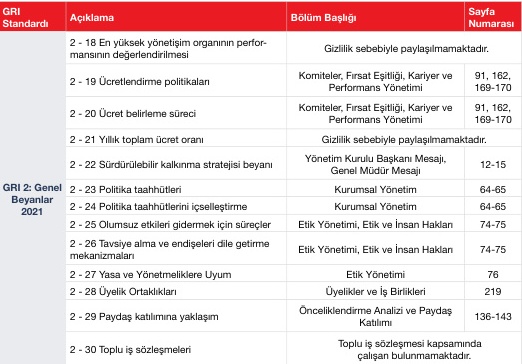 GRI
Standardı
Açıklama
Bölüm Başlığı
Sayfa
Numarası
GRI 2: Genel
Beyanlar
2021
2 - 18 En yüksek yönetişim organının perfor-
mansının değerlendirilmesi
Gizlilik sebebiyle paylaşılmamaktadır.
2 - 19 Ücretlendirme politikaları
Komiteler, Fırsat Eşitliği, Kariyer ve
Performans Yönetimi
91, 162,
169-170
2 - 20 Ücret belirleme süreci
Komiteler, Fırsat Eşitliği, Kariyer ve
Performans Yönetimi
91, 162,
169-170
2 - 21 Yıllık toplam ücret oranı
Gizlilik sebebiyle paylaşılmamaktadır.
2 - 22 Sürdürülebilir kalkınma stratejisi beyanı
Yönetim Kurulu Başkanı Mesajı,
Genel Müdür Mesajı
12-15
2 - 23 Politika taahhütleri
Kurumsal Yönetim
64-65
2 - 24 Politika taahhütlerini içselleştirme
Kurumsal Yönetim
64-65
2 - 25 Olumsuz etkileri gidermek için süreçler
Etik Yönetimi, Etik ve İnsan Hakları
74-75
2 - 26 Tavsiye alma ve endişeleri dile getirme
mekanizmaları
Etik Yönetimi, Etik ve İnsan Hakları
74-75
2 - 27 Yasa ve Yönetmeliklere Uyum
Etik Yönetimi
76
2 - 28 Üyelik Ortaklıkları
Üyelikler ve İş Birlikleri
219
2 - 29 Paydaş katılımına yaklaşım
Önceliklendirme Analizi ve Paydaş
Katılımı
136-143
2 - 30 Toplu iş sözleşmeleri
Toplu iş sözleşmesi kapsamında
çalışan bulunmamaktadır.